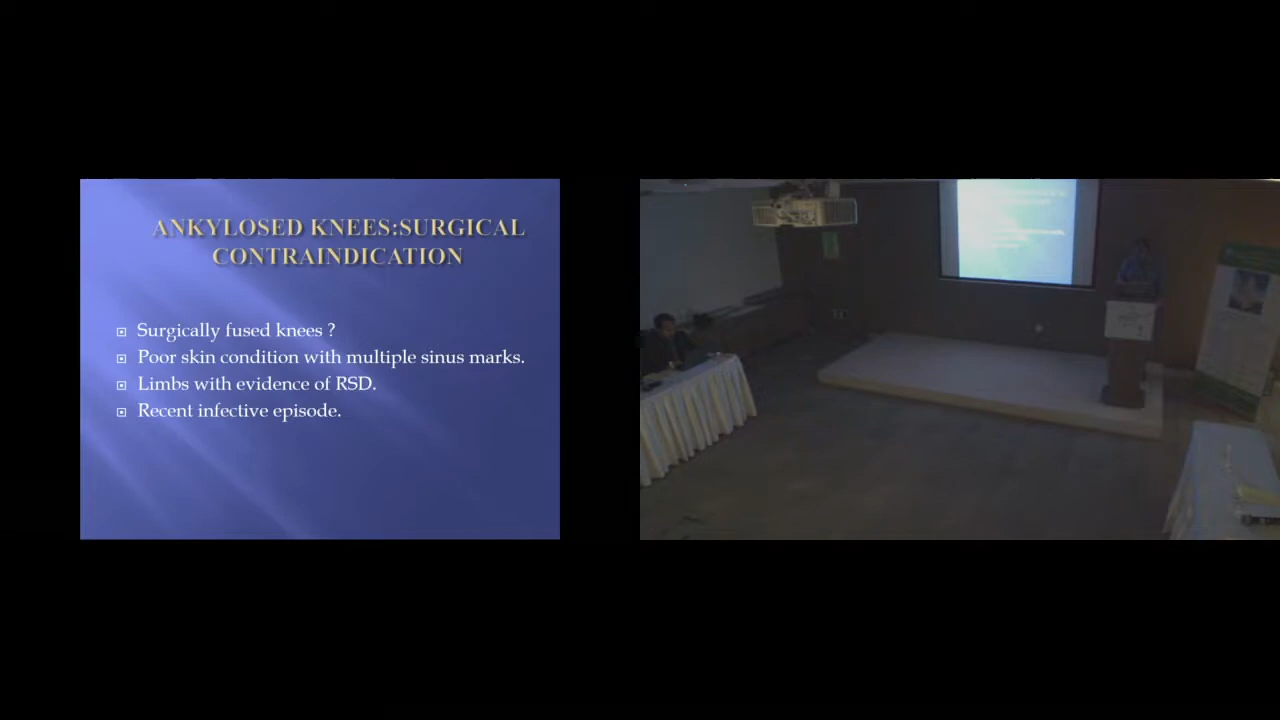 ANKYLOSED KNEES:SURGICAL
CONTRAINDICATION
Surgically fused knees ?
Poor skin condition with multiple sinus marks.
Limbs with evidence of RSD.
Recent infective episode.